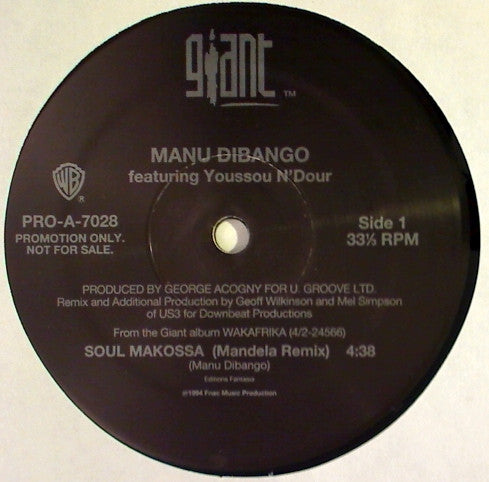 giant ™
MANU DIBANGO
featuring Youssou N'Dour
WB ®
PRO-A-7028
PROMOTION ONLY.
NOT FOR SALE.
Side 1
33⅓ RPM
PRODUCED BY GEORGE ACOGNY FOR U. GROOVE LTD.
Remix and Additional Production by Geoff Wilkinson and Mel Simpson
of US3 for Downbeat Productions
From the Giant album WAKAFRIKA (4/2-24566)
SOUL MAKOSSA (Mandela Remix) 4:38
(Manu Dibango)
Editions Fantasia
℗1994 Fnac Music Production